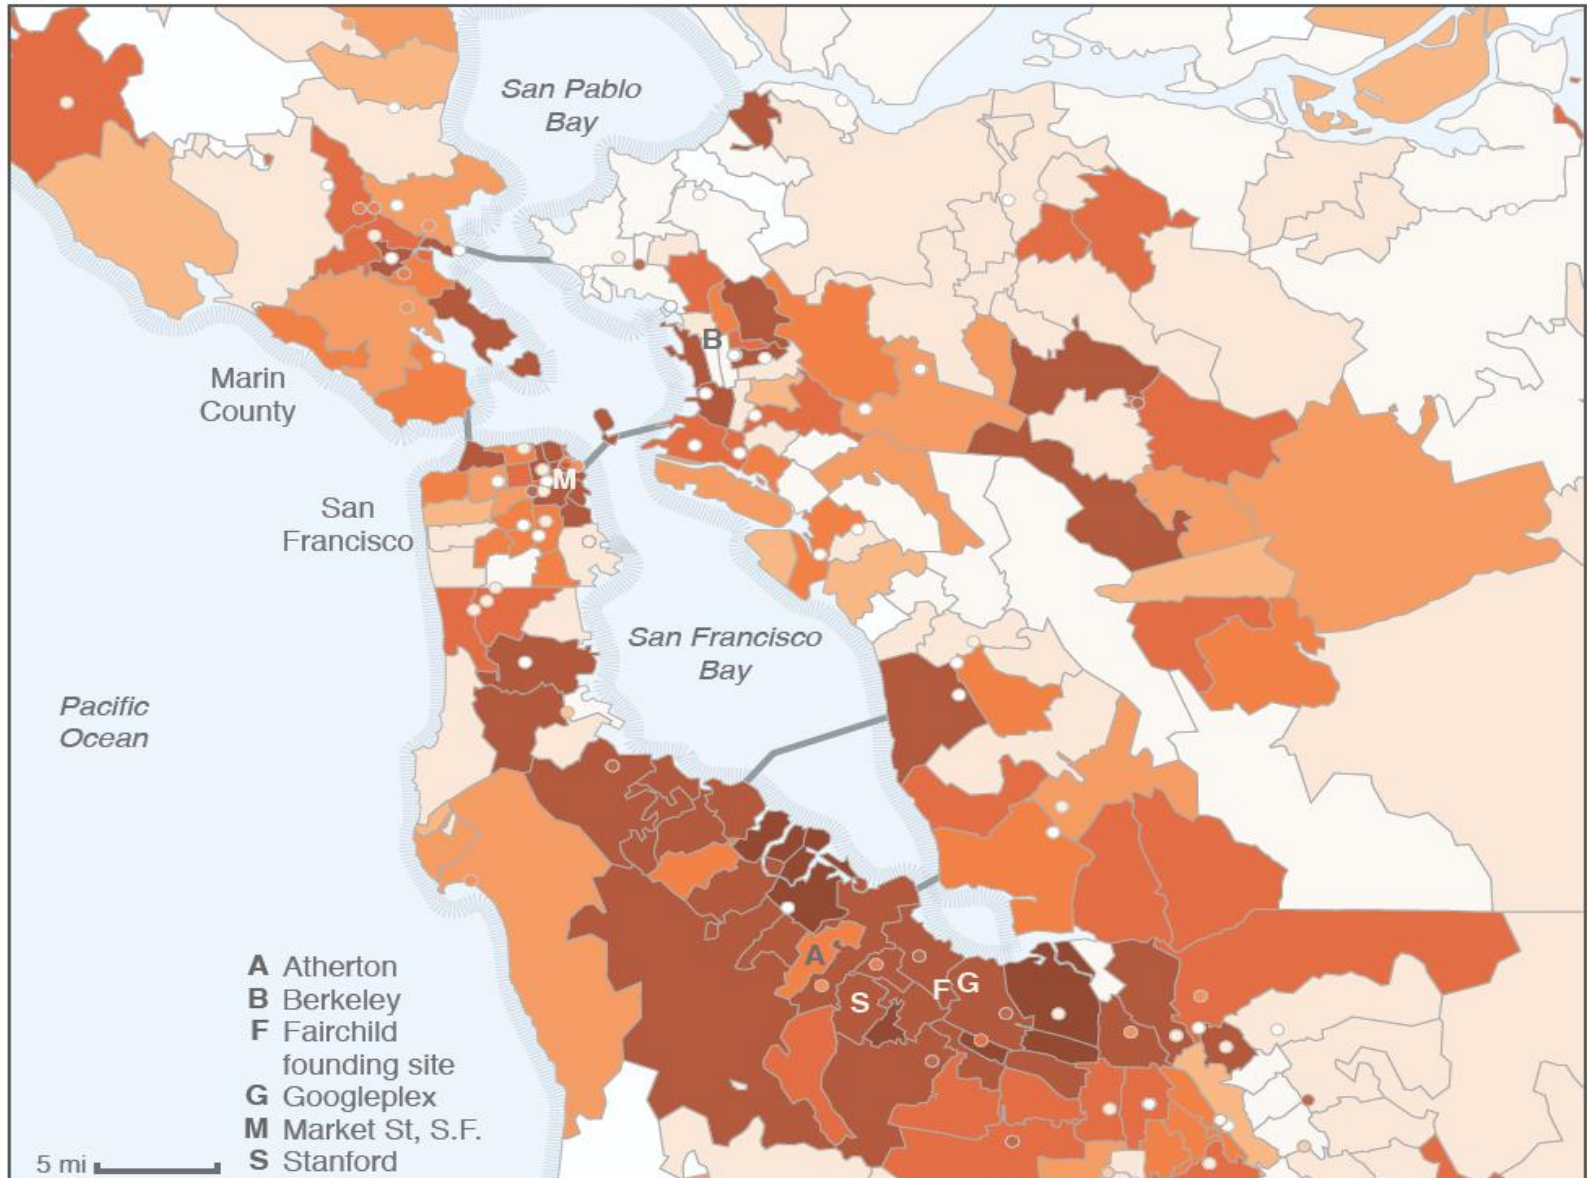 San Pablo
Bay
B
Marin
County
M
San
Francisco
San Francisco
Bay
Pacific
Ocean
A
S
F
G
A Atherton
B Berkeley
F Fairchild
founding site
G Googleplex
M Market St, S.F.
S Stanford
5 mi